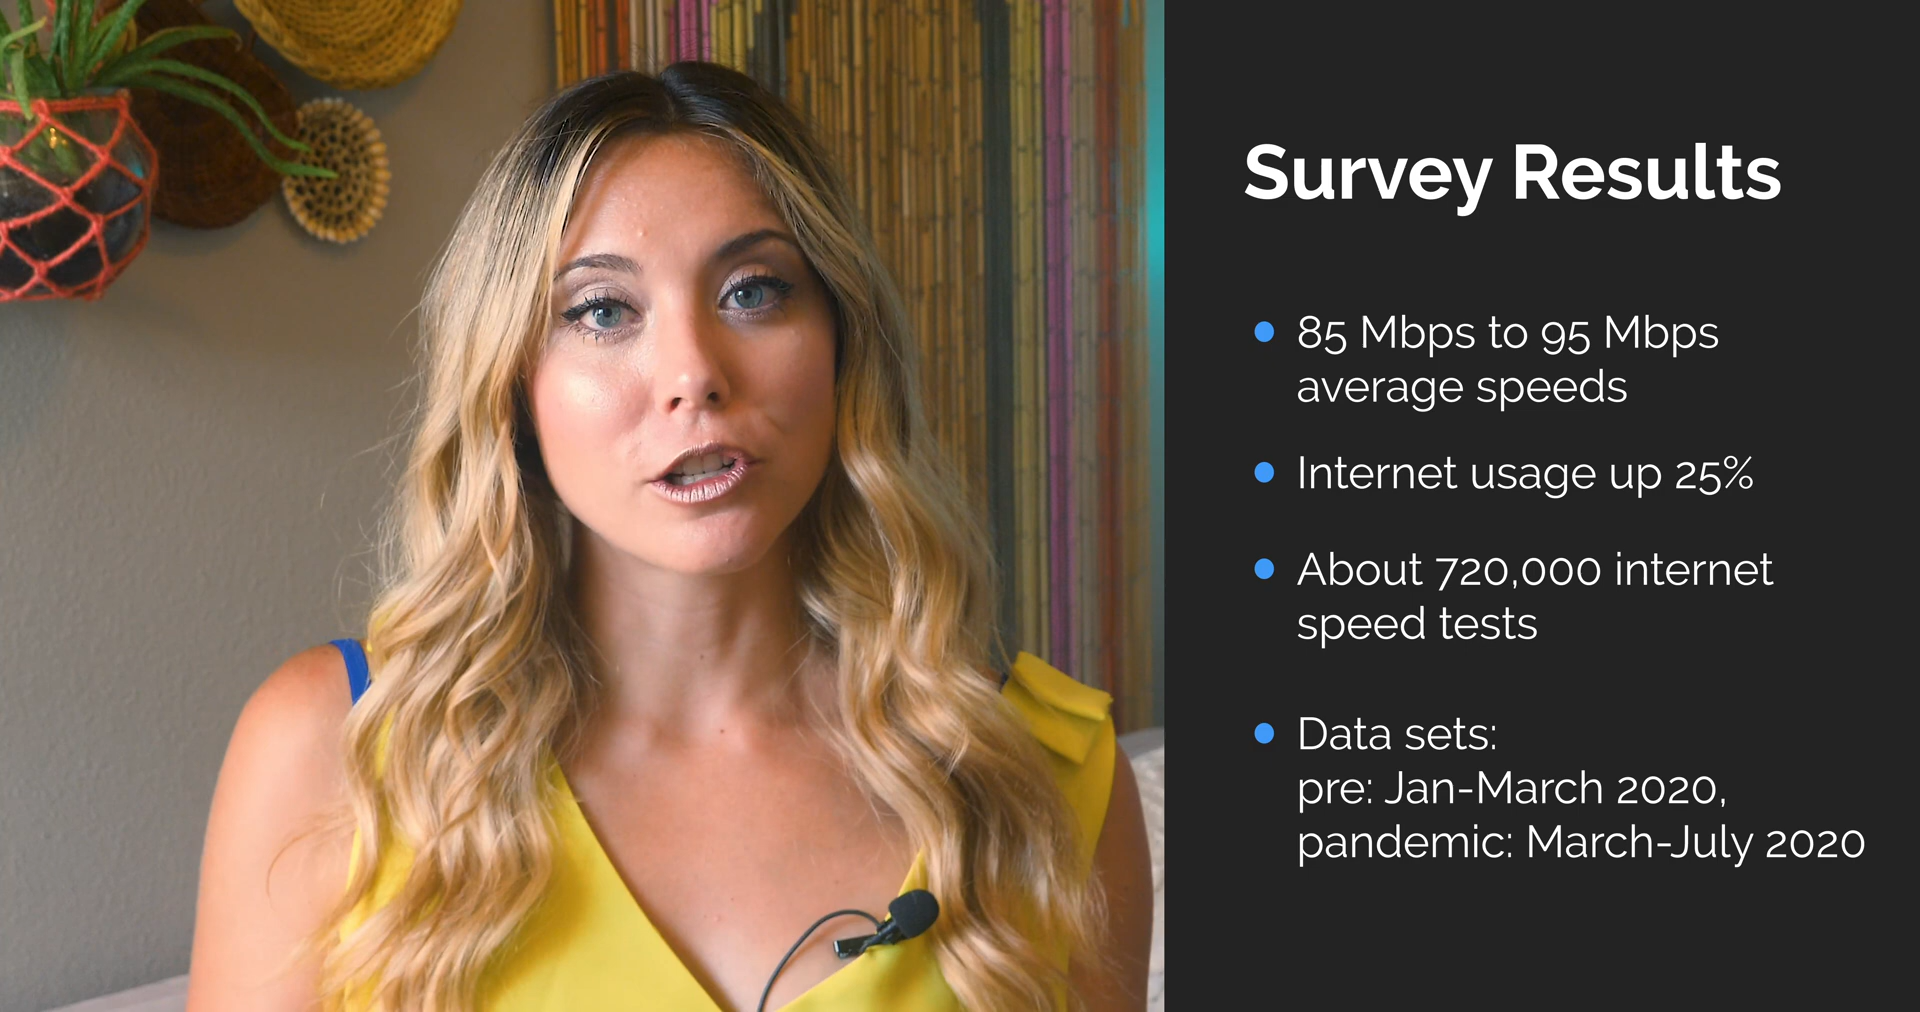 Survey Results
85 Mbps to 95 Mbps
average speeds
Internet usage up 25%
About 720,000 internet
speed tests
Data sets:
pre: Jan-March 2020,
pandemic: March-July 2020